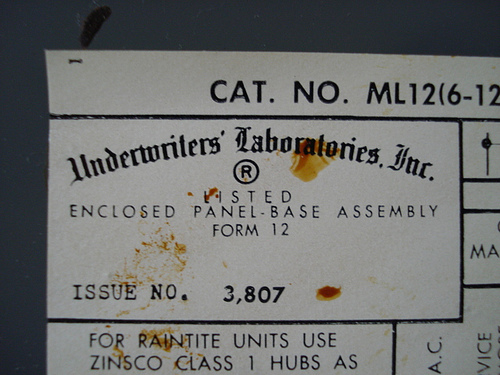 CAT. NO. ML12(6-12
Underwriters' Laboratories, Inc.
®
LISTED
ENCLOSED PANEL-BASE ASSEMBLY
FORM 12
ISSUE NO. 3,807
FOR RAINTITE UNITS USE
ZINSCO CLASS 1 HUBS AS
MA
A.C.
VICE